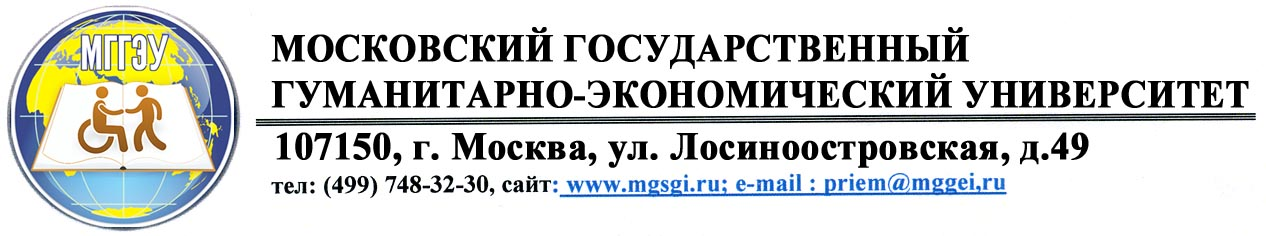 МГГЭУ
МОСКОВСКИЙ ГОСУДАРСТВЕННЫЙ
ГУМАНИТАРНО-ЭКОНОМИЧЕСКИЙ УНИВЕРСИТЕТ
107150, г. Москва, ул. Лосиноостровская, д.49
тел: (499) 748-32-30, сайт: www.mgsgi.ru; e-mail : priem@mggei,ru